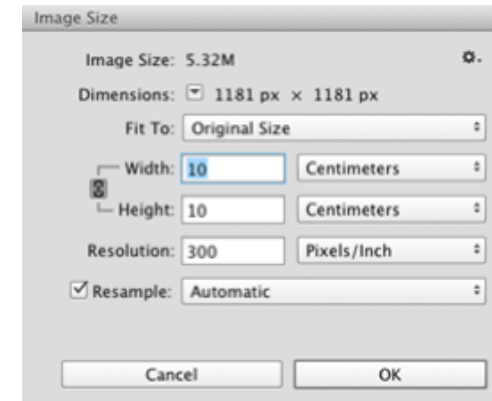 Image Size
Image Size: 5.32M
Dimensions: 1181 px × 1181 px
Fit To: Original Size
Width: 10 Centimeters
Height: 10 Centimeters
Resolution: 300 Pixels/Inch
Resample: Automatic
Cancel OK